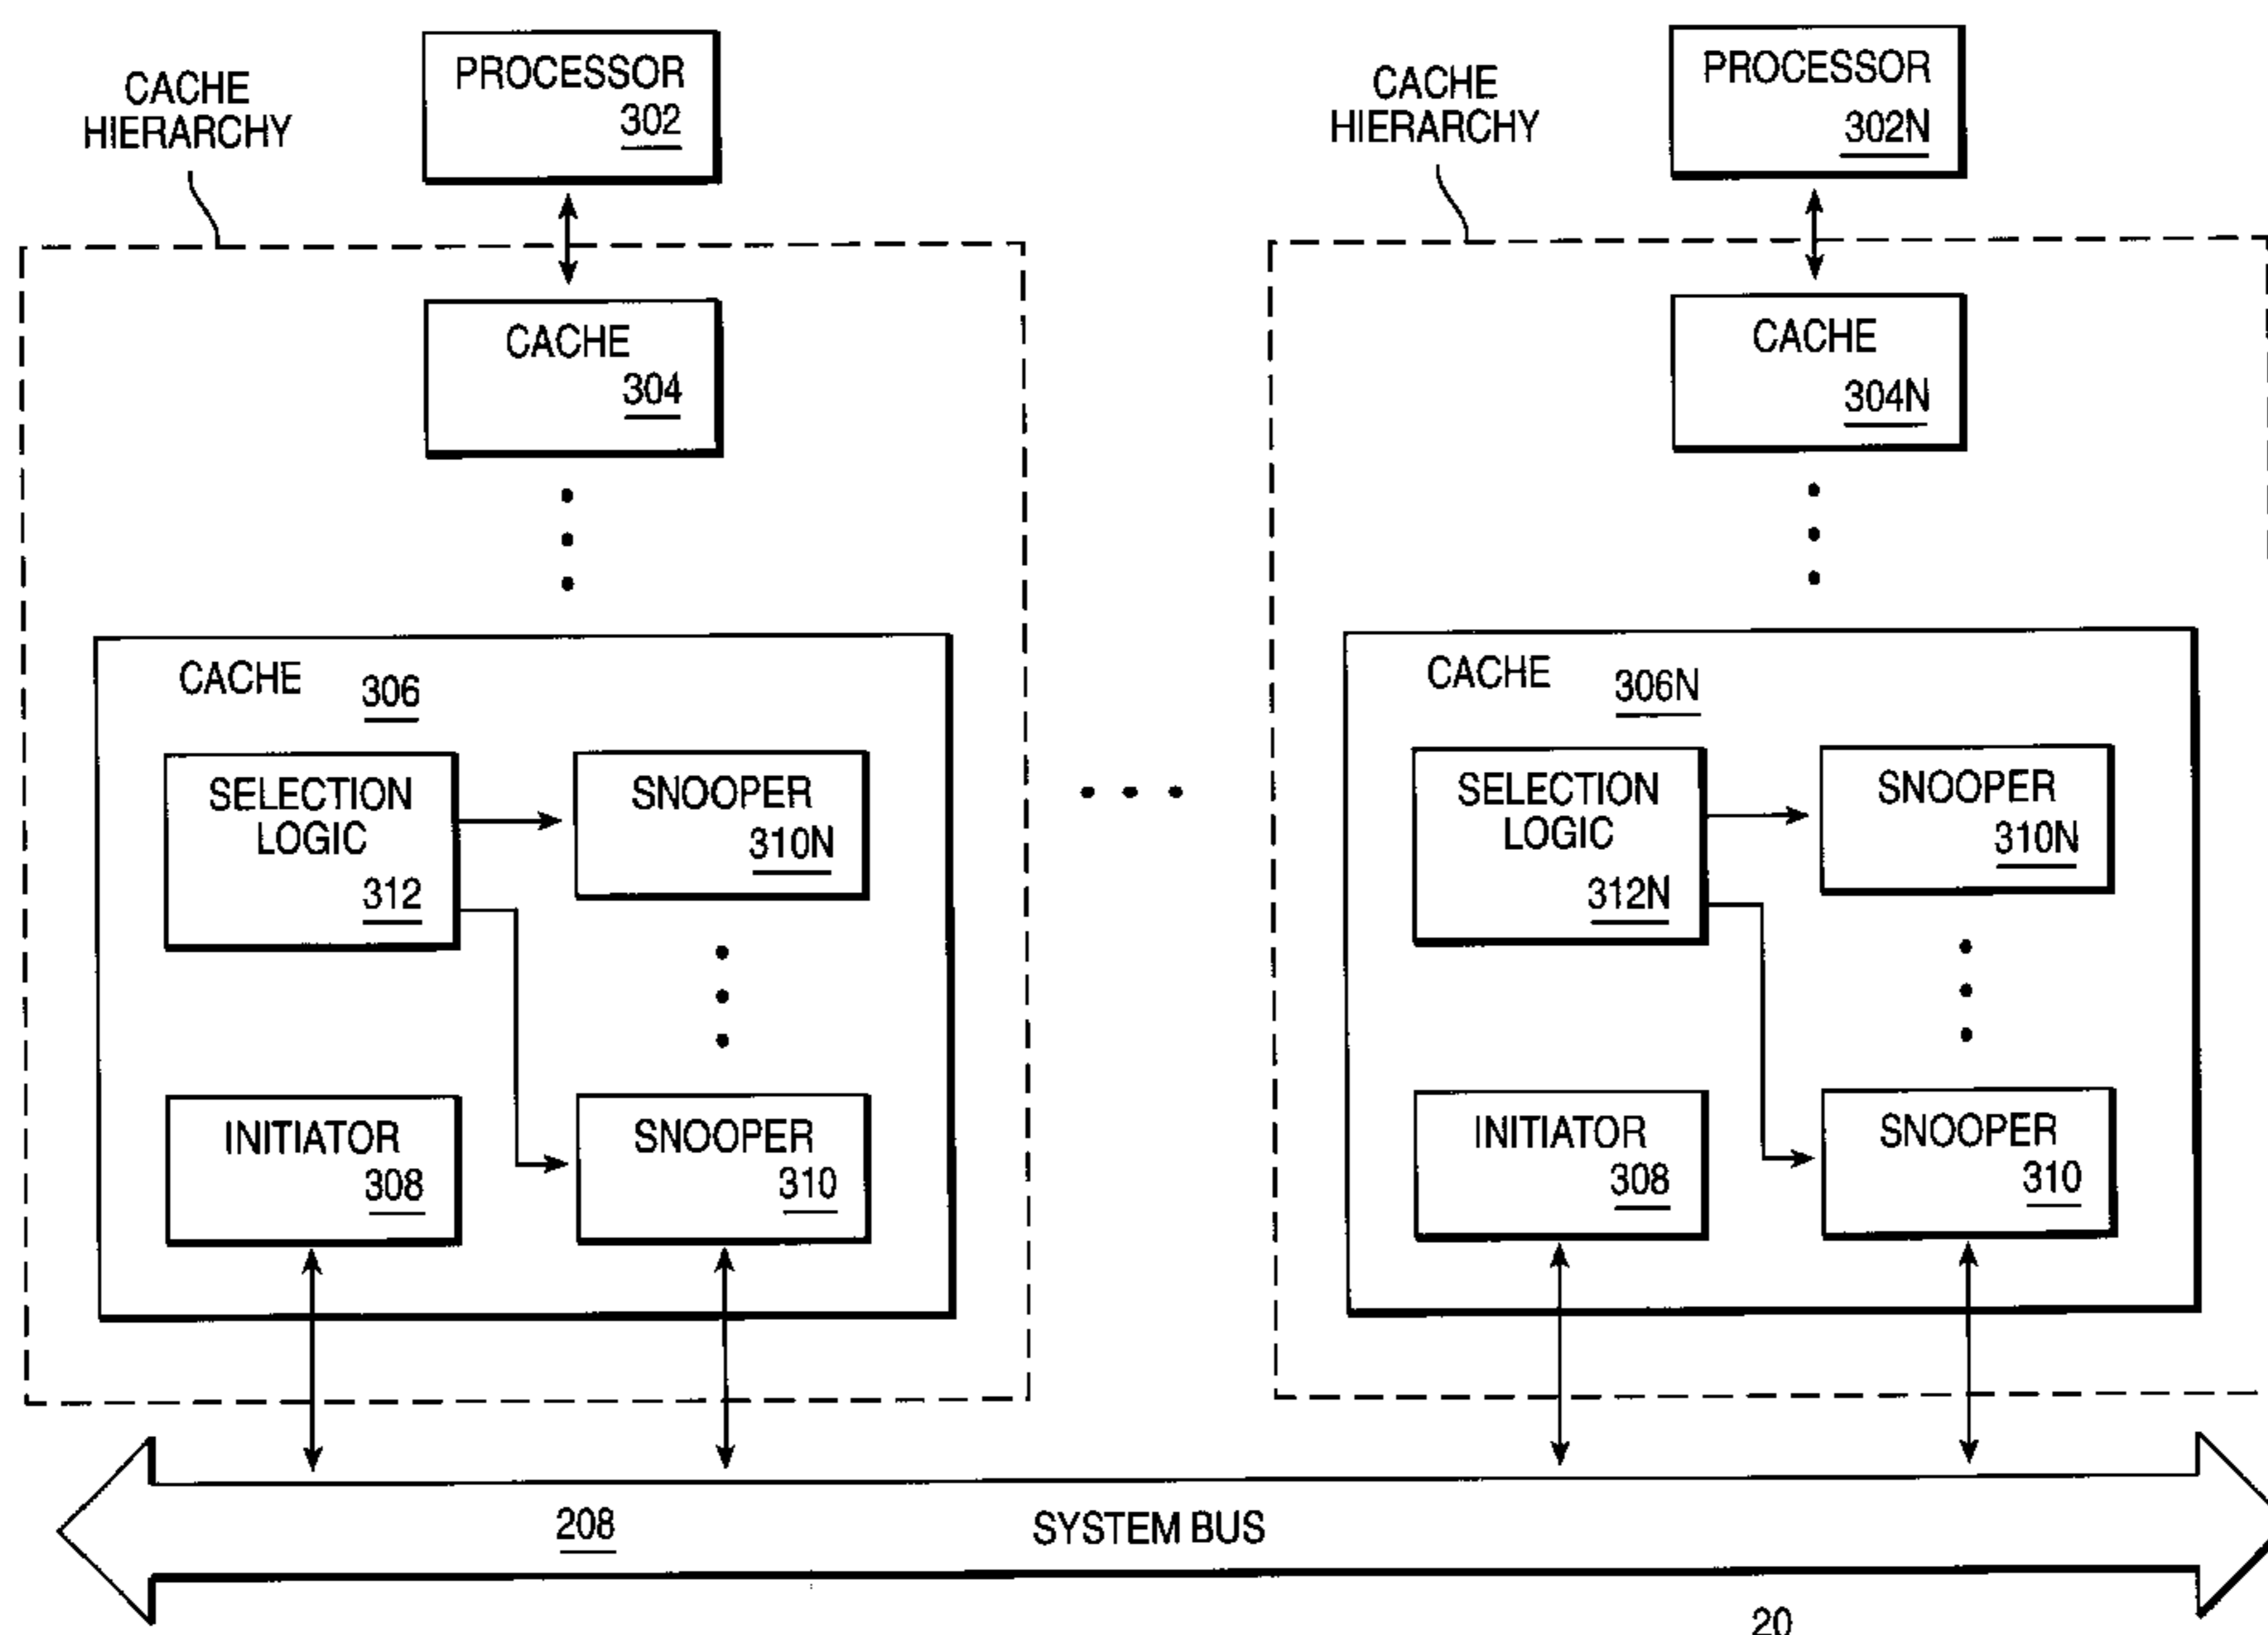 CACHE
HIERARCHY
PROCESSOR
302
CACHE
304
CACHE
306
SELECTION
LOGIC
312
SNOOPER
310N
INITIATOR
308
SNOOPER
310
CACHE
HIERARCHY
PROCESSOR
302N
CACHE
304N
CACHE
306N
SELECTION
LOGIC
312N
SNOOPER
310N
INITIATOR
308
SNOOPER
310
208
SYSTEM BUS
20